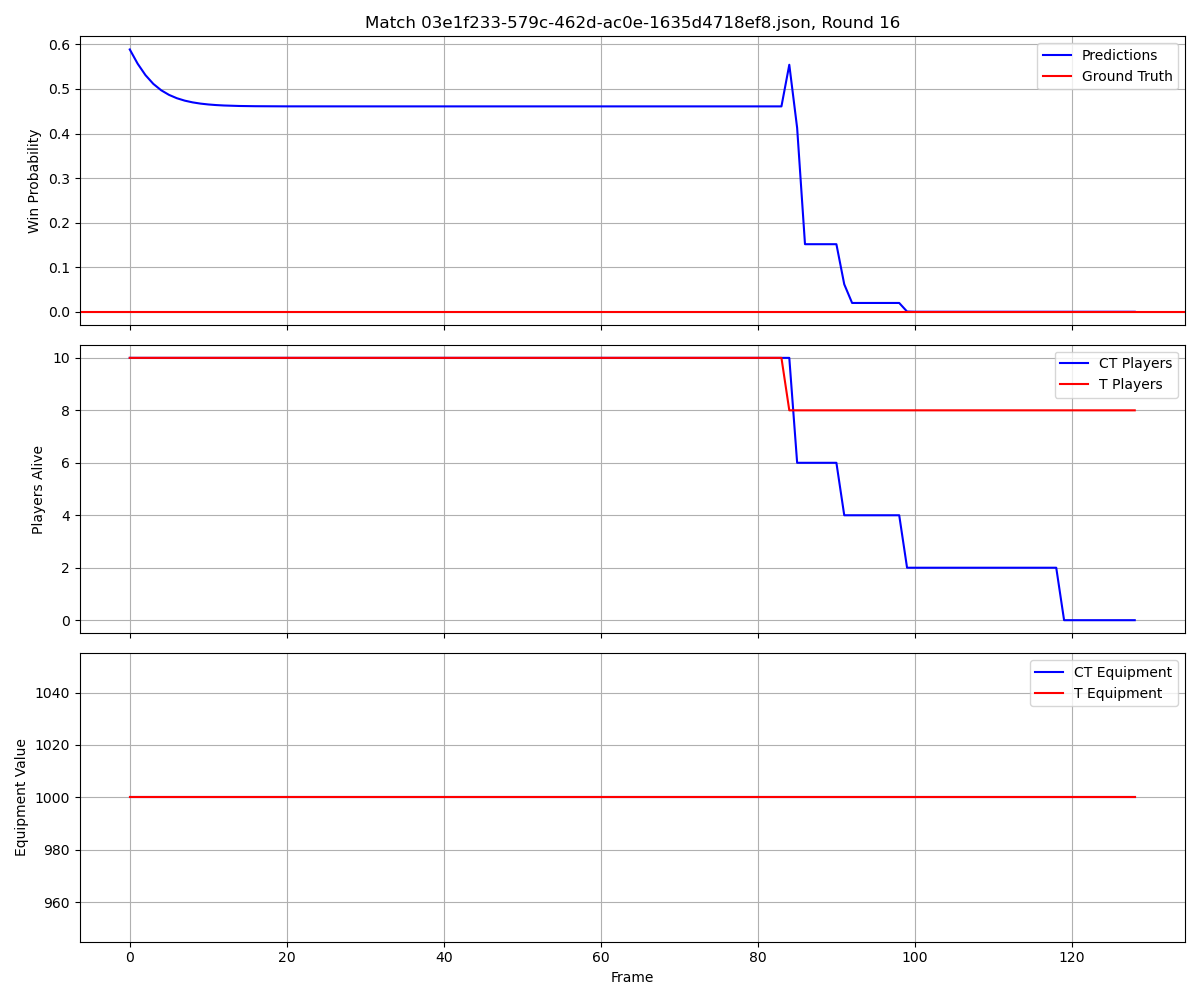 Match 03e1f233-579c-462d-ac0e-1635d4718ef8.json, Round 16
Win Probability
0.6
0.5
0.4
0.3
0.2
0.1
0.0
Predictions
Ground Truth
Players Alive
10
8
6
4
2
0
CT Players
T Players
Equipment Value
1040
1020
1000
980
960
CT Equipment
T Equipment
0 20 40 60 80 100 120
Frame